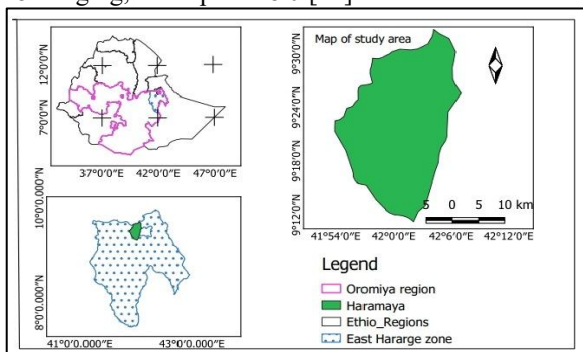 Map of study area
12°0'0"N
7°0'0"N
37°0'0"E 42°0'0"E 47°0'0"E
10°0'0.000"N
8°0'0.000"N
41°0'0.000"E 43°0'0.000"E
9°30'0"N
9°24'0"N
9°18'0"N
9°12'0"N
5 0 5 10 km
41°54'0"E 42°0'0"E 42°6'0"E 42°12'0"E
Legend
Oromiya region
Haramaya
Ethio_Regions
East Hararge zone